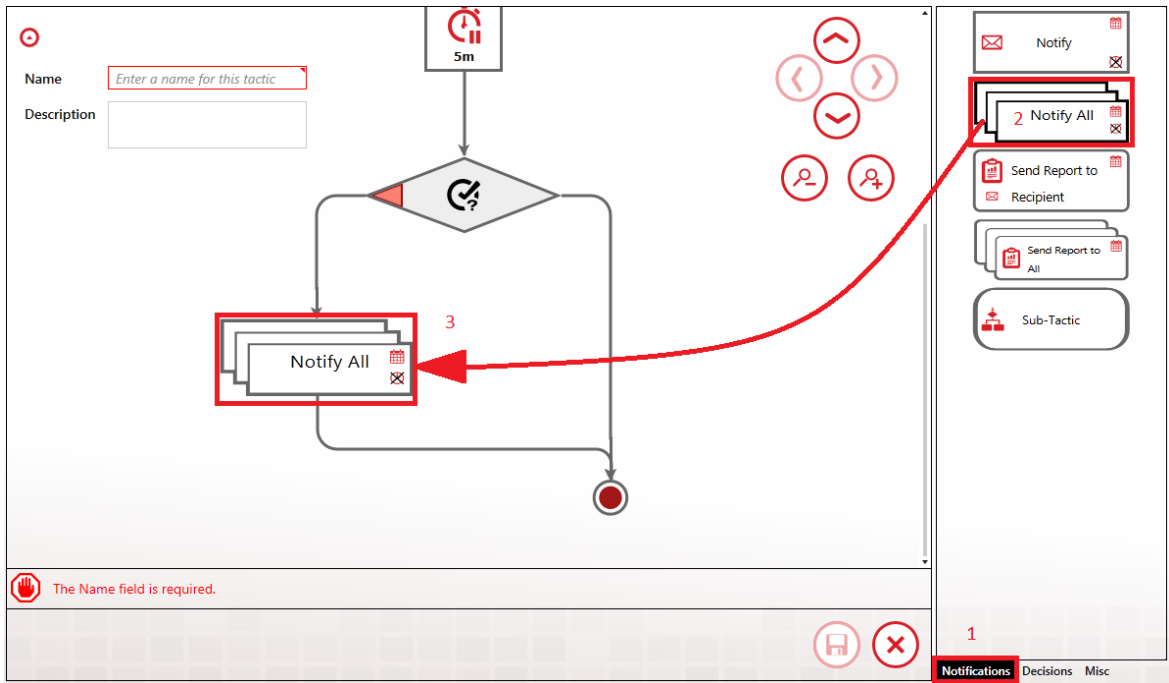 5m
Name
Enter a name for this tactic
Description
?
3
Notify All
The Name field is required.
Notify
2
Notify All
Send Report to
Recipient
Send Report to
All
Sub-Tactic
1
Notifications Decisions Misc